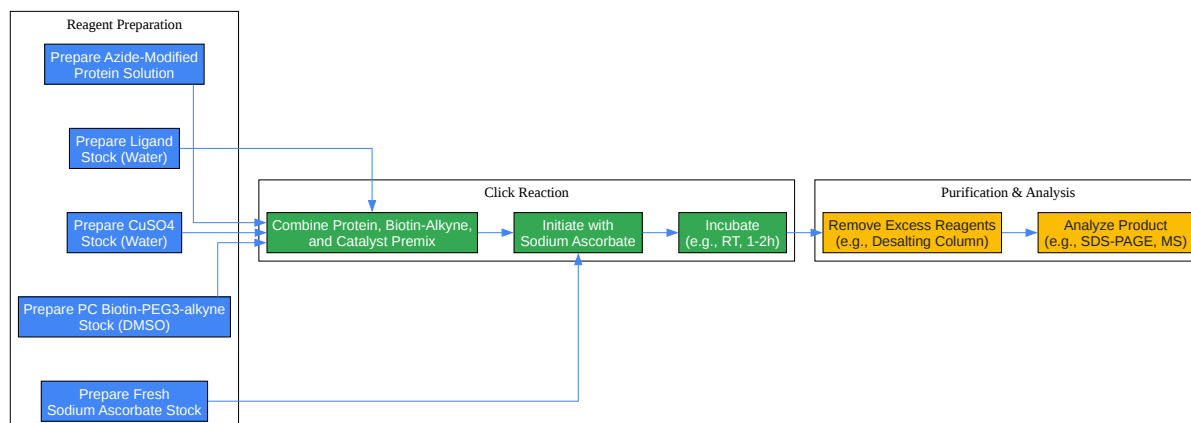 Reagent Preparation
Prepare Azide-Modified
Protein Solution
Prepare Ligand
Stock (Water)
Prepare CuSO4
Stock (Water)
Prepare PC Biotin-PEG3-alkyne
Stock (DMSO)
Prepare Fresh
Sodium Ascorbate Stock
Click Reaction
Combine Protein, Biotin-Alkyne,
and Catalyst Premix
Initiate with
Sodium Ascorbate
Incubate
(e.g., RT, 1-2h)
Purification & Analysis
Remove Excess Reagents
(e.g., Desalting Column)
Analyze Product
(e.g., SDS-PAGE, MS)